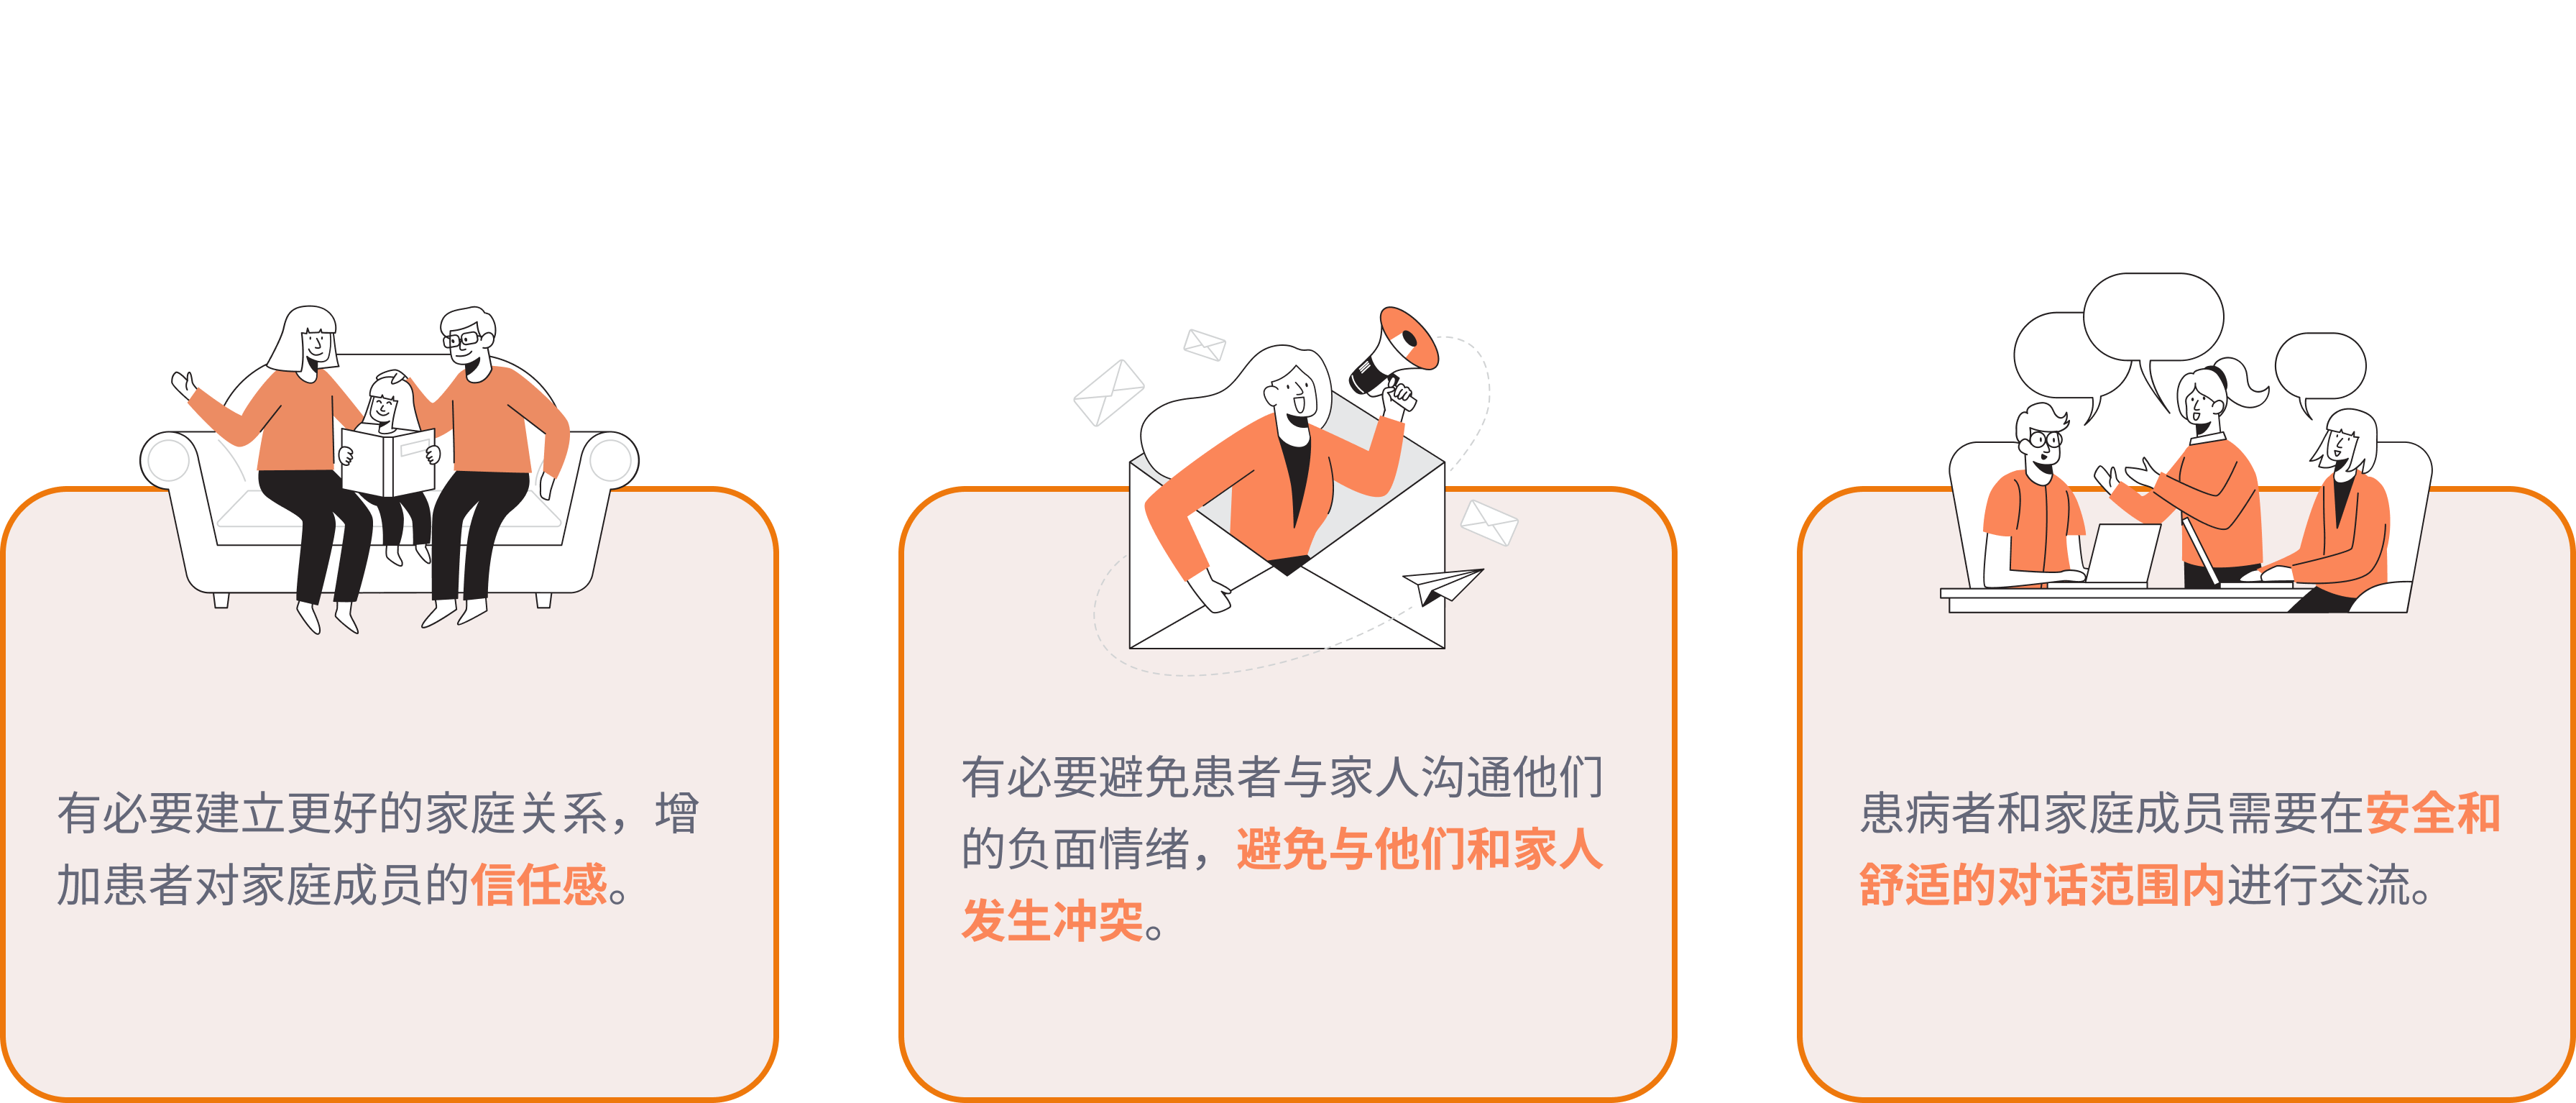 有必要建立更好的家庭关系，增
加患者对家庭成员的信任感。
有必要避免患者与家人沟通他们
的负面情绪，避免与他们和家人
发生冲突。
患病者和家庭成员需要在安全和
舒适的对话范围内进行交流。